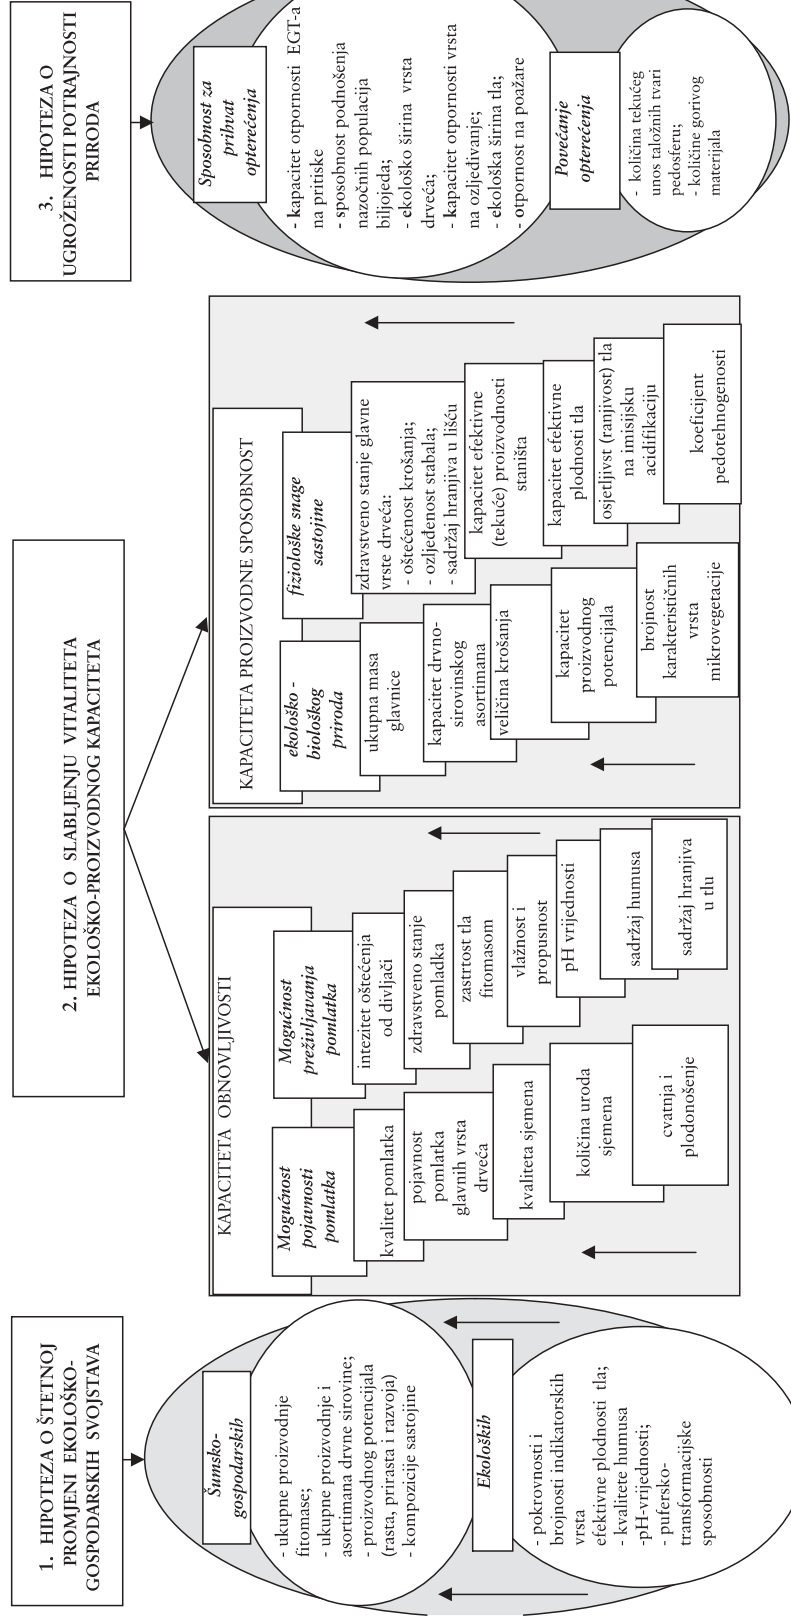 1. HIPOTEZA O ŠTETNOJ
PROMJENI EKOLOŠKO-
GOSPODARSKIH SVOJSTAVA
Šumsko-
gospodarskih
- ukupne proizvodnje
fitomase;
- ukupne proizvodnje i
asortimana drvne sirovine;
- proizvodnog potencijala
(rasta, prirasta i razvoja)
- kompozicije sastojine
Ekoloških
- pokrovnosti i
brojnosti indikatorskih
vrsta
efektivne plodnosti tla;
- kvalitete humusa
-pH-vrijednosti;
- pufersko-
transformacijske
sposobnosti
2. HIPOTEZA O SLABLJENJU VITALITETA
EKOLOŠKO-PROIZVODNOG KAPACITETA
KAPACITETA OBNOVLJIVOSTI
Mogućnost
pojavnosti
pomlatka
kvalitet pomlatka
pojavnost
pomlatka
glavnih vrsta
drveća
kvaliteta sjemena
količina uroda
sjemena
cvatnja i
plodonošenje
Mogućnost
preživljavanja
pomlatka
intezitet oštećenja
od divljači
zdravstveno stanje
pomladka
zastrtost tla
fitomasom
vlažnost i
propusnost
pH vrijednosti
sadržaj humusa
sadržaj hranjiva
u tlu
KAPACITETA PROIZVODNE SPOSOBNOST
ekološko -
biološkog
priroda
ukupna masa
glavnice
kapacitet drvno-
sirovinskog
asortimana
veličina krošanja
kapacitet
proizvodnog
potencijala
brojnost
karakterističnih
vrsta
mikrovegetacije
fiziološke snage
sastojine
zdravstveno stanje glavne
vrste drveća:
- oštećenost krošanja;
- ozljeđenost stabala;
- sadržaj hranjiva u lišću
kapacitet efektivne
(tekuće) proizvodnosti
staništa
kapacitet efektivne
plodnosti tla
osjetljivst (ranjivost) tla
na imisijsku
acidifikaciju
koeficijent
pedotehnogenosti
3. HIPOTEZA O
UGROŽENOSTI POTRAJNOSTI
PRIRODA
Sposobnost za
prihvat
opterećenja
- kapacitet otpornosti EGT-a
na pritiske
- sposobnost podnošenja
nazočnih populacija
biljojeda;
- ekološko širina vrsta
drveća;
- kapacitet otpornosti vrsta
na ozljeđivanje;
- ekološka širina tla;
- otpornost na poažare
Povećanje
opterećenja
- količina tekućeg
unos taložnih tvari
pedosferu;
- količine gorivog
materijala